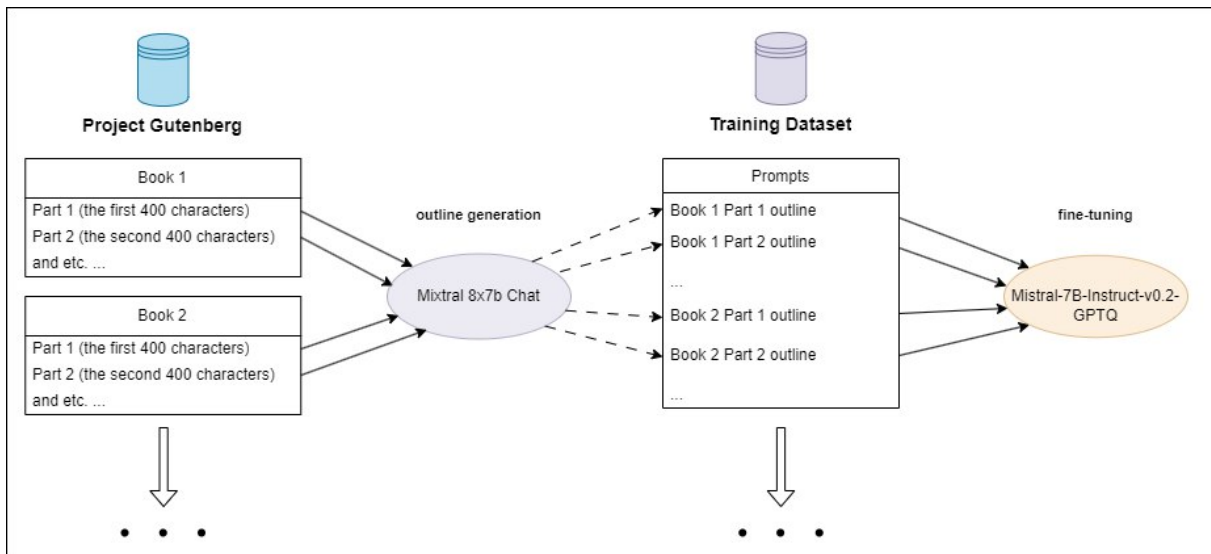 Project Gutenberg
Book 1
Part 1 (the first 400 characters)
Part 2 (the second 400 characters)
and etc. ...
Book 2
Part 1 (the first 400 characters)
Part 2 (the second 400 characters)
and etc. ...
outline generation
Mixtral 8x7b Chat
Training Dataset
Prompts
Book 1 Part 1 outline
Book 1 Part 2 outline
...
Book 2 Part 1 outline
Book 2 Part 2 outline
...
fine-tuning
Mistral-7B-Instruct-v0.2-
GPTQ